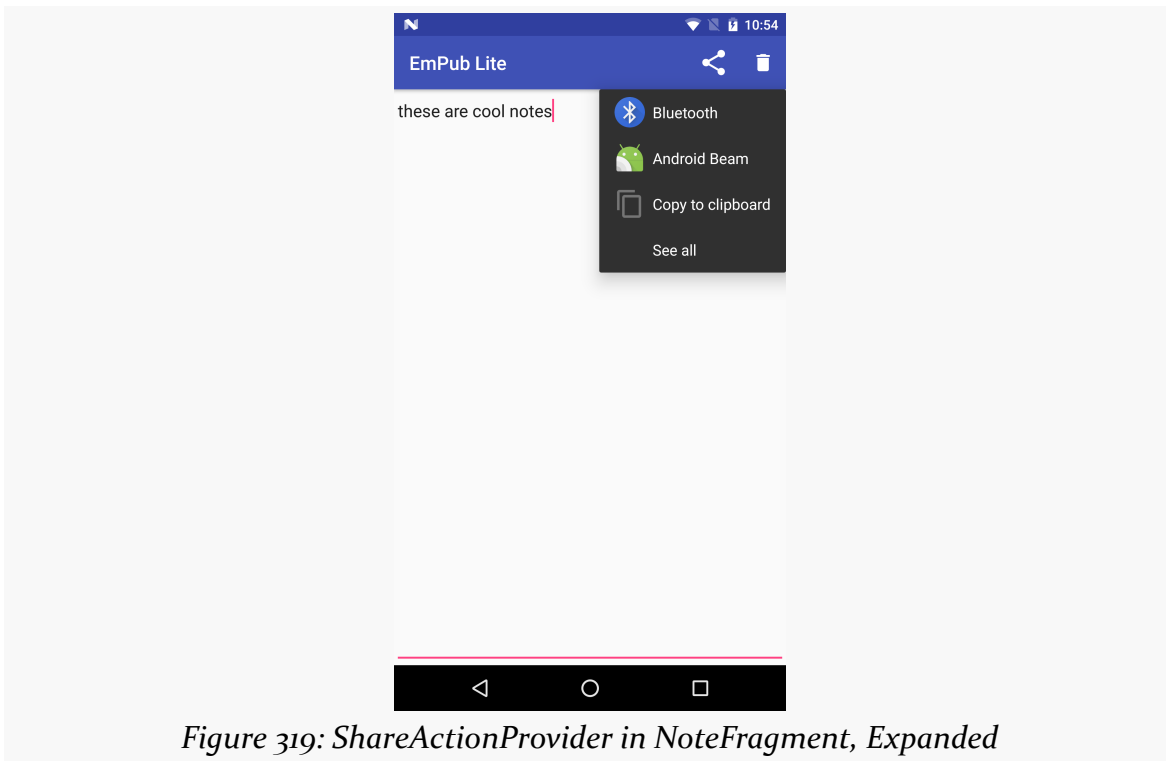 10:54
EmPub Lite
these are cool notes
Bluetooth
Android Beam
Copy to clipboard
See all
Figure 319: ShareActionProvider in NoteFragment, Expanded